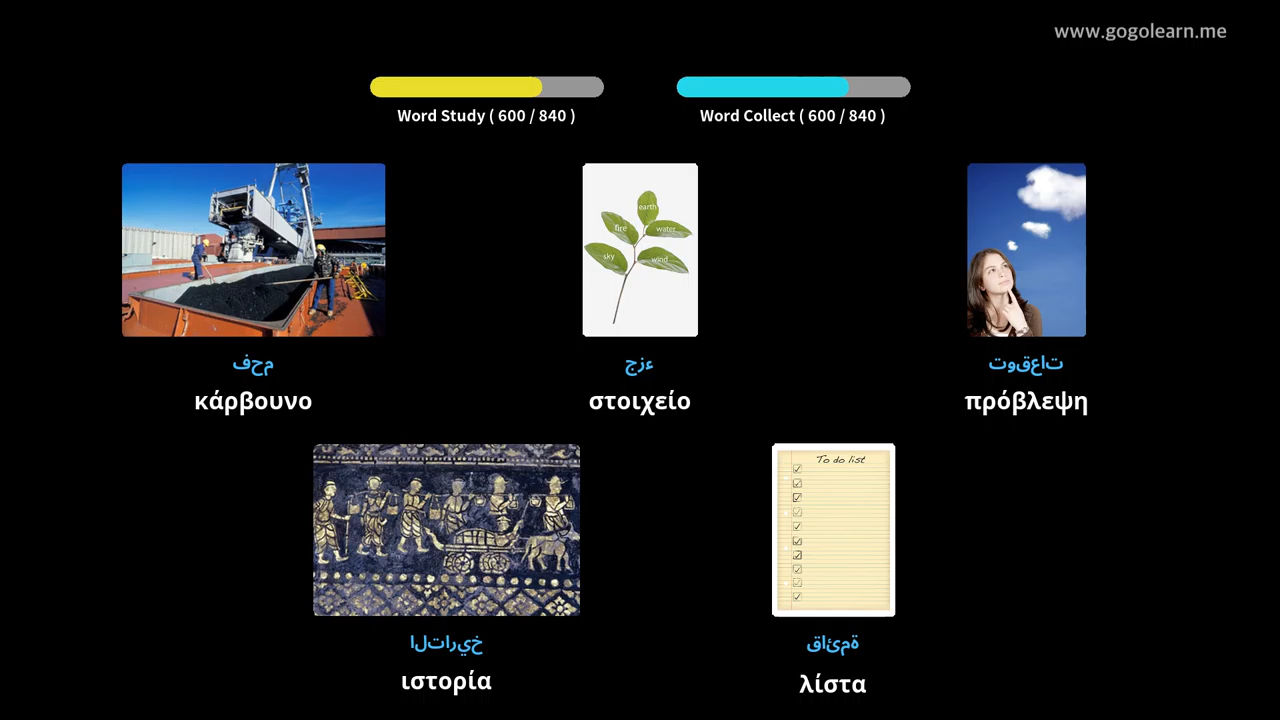 www.gogolearn.me
Word Study ( 600 / 840 )
Word Collect ( 600 / 840 )
earth
fire
water
sky
wind
فحم
κάρβουνο
جزء
στοιχείο
توقعات
πρόβλεψη
To do list
التاريخ
ιστορία
قائمة
λίστα